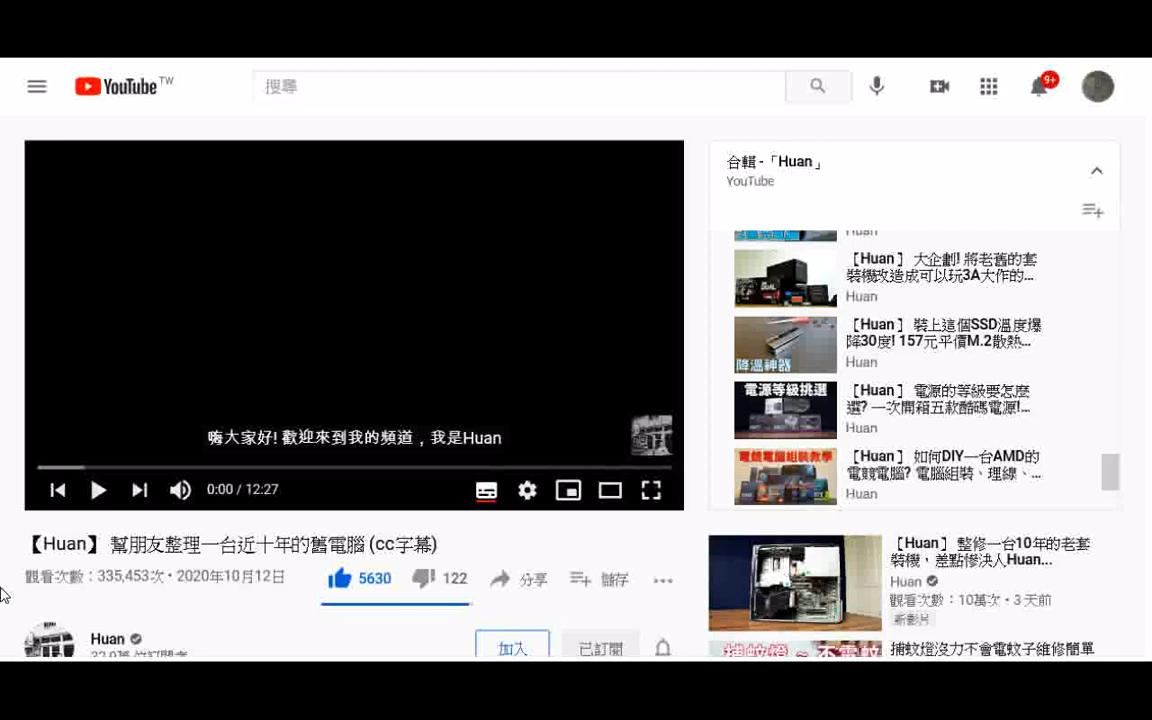 YouTube TW
搜尋
9+
嗨大家好! 歡迎來到我的頻道，我是Huan
0:00 / 12:27
【Huan】 幫朋友整理一台近十年的舊電腦 (cc字幕)
觀看次數：335,453次 • 2020年10月12日
5630
122
分享
儲存
Huan
加入
已訂閱
合輯 -「Huan」
YouTube
Huan
【Huan】 大企劃! 將老舊的套
裝機改造成可以玩3A大作的...
Huan
【Huan】 裝上這個SSD溫度爆
降30度! 157元平價M.2散熱...
Huan
降溫神器
【Huan】 電源的等級要怎麼
選? 一次開箱五款酷碼電源!...
Huan
電源等級挑選
【Huan】 如何DIY一台AMD的
電競電腦? 電腦組裝、理線、...
Huan
電競電腦組裝教學
【Huan】 整修一台10年的老套
裝機，差點慘決人Huan...
Huan
觀看次數：10萬次 • 3 天前
新影片
捕蚊燈沒力不會電蚊子維修簡單